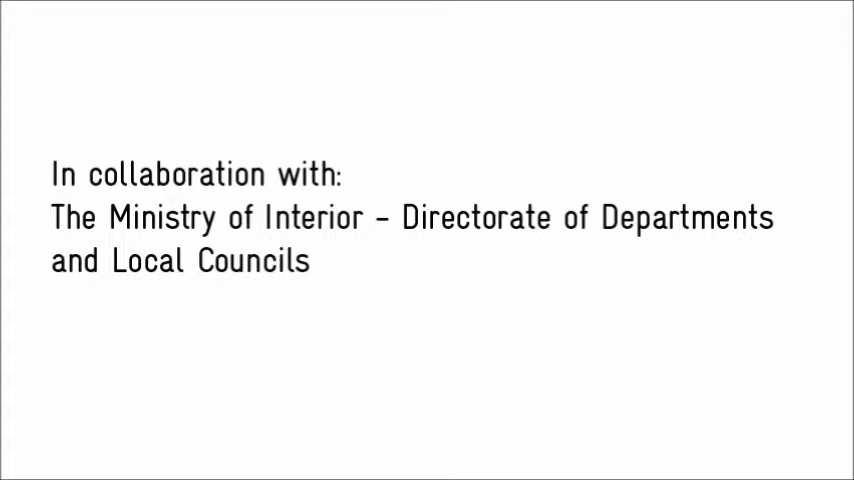 In collaboration with:
The Ministry of Interior - Directorate of Departments
and Local Councils